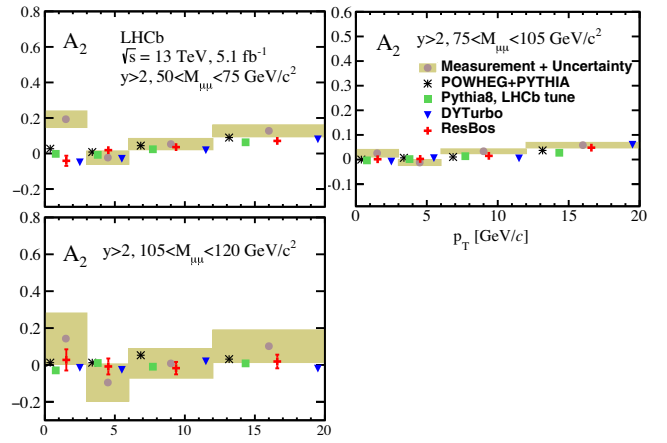 0.8
0.6
0.4
0.2
0
−0.2
A₂
LHCb
√s = 13 TeV, 5.1 fb⁻¹
y>2, 50<M_μμ<75 GeV/c²
0.6
0.5
0.4
0.3
0.2
0.1
0
−0.1
A₂
y>2, 75<M_μμ<105 GeV/c²
Measurement + Uncertainty
POWHEG+PYTHIA
Pythia8, LHCb tune
DYTurbo
ResBos
0 5 10 15 20
p_T [GeV/c]
0.8
0.6
0.4
0.2
0
−0.2
A₂
y>2, 105<M_μμ<120 GeV/c²
0 5 10 15 20